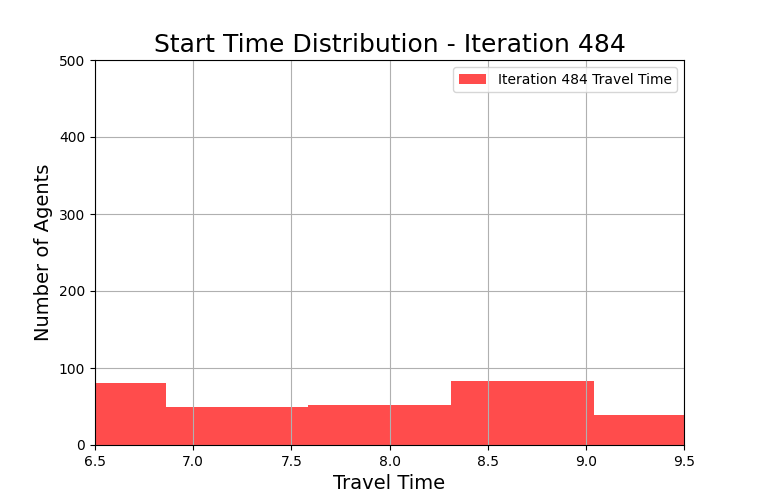 Start Time Distribution - Iteration 484
Iteration 484 Travel Time
Number of Agents
500
400
300
200
100
0
6.5 7.0 7.5 8.0 8.5 9.0 9.5
Travel Time